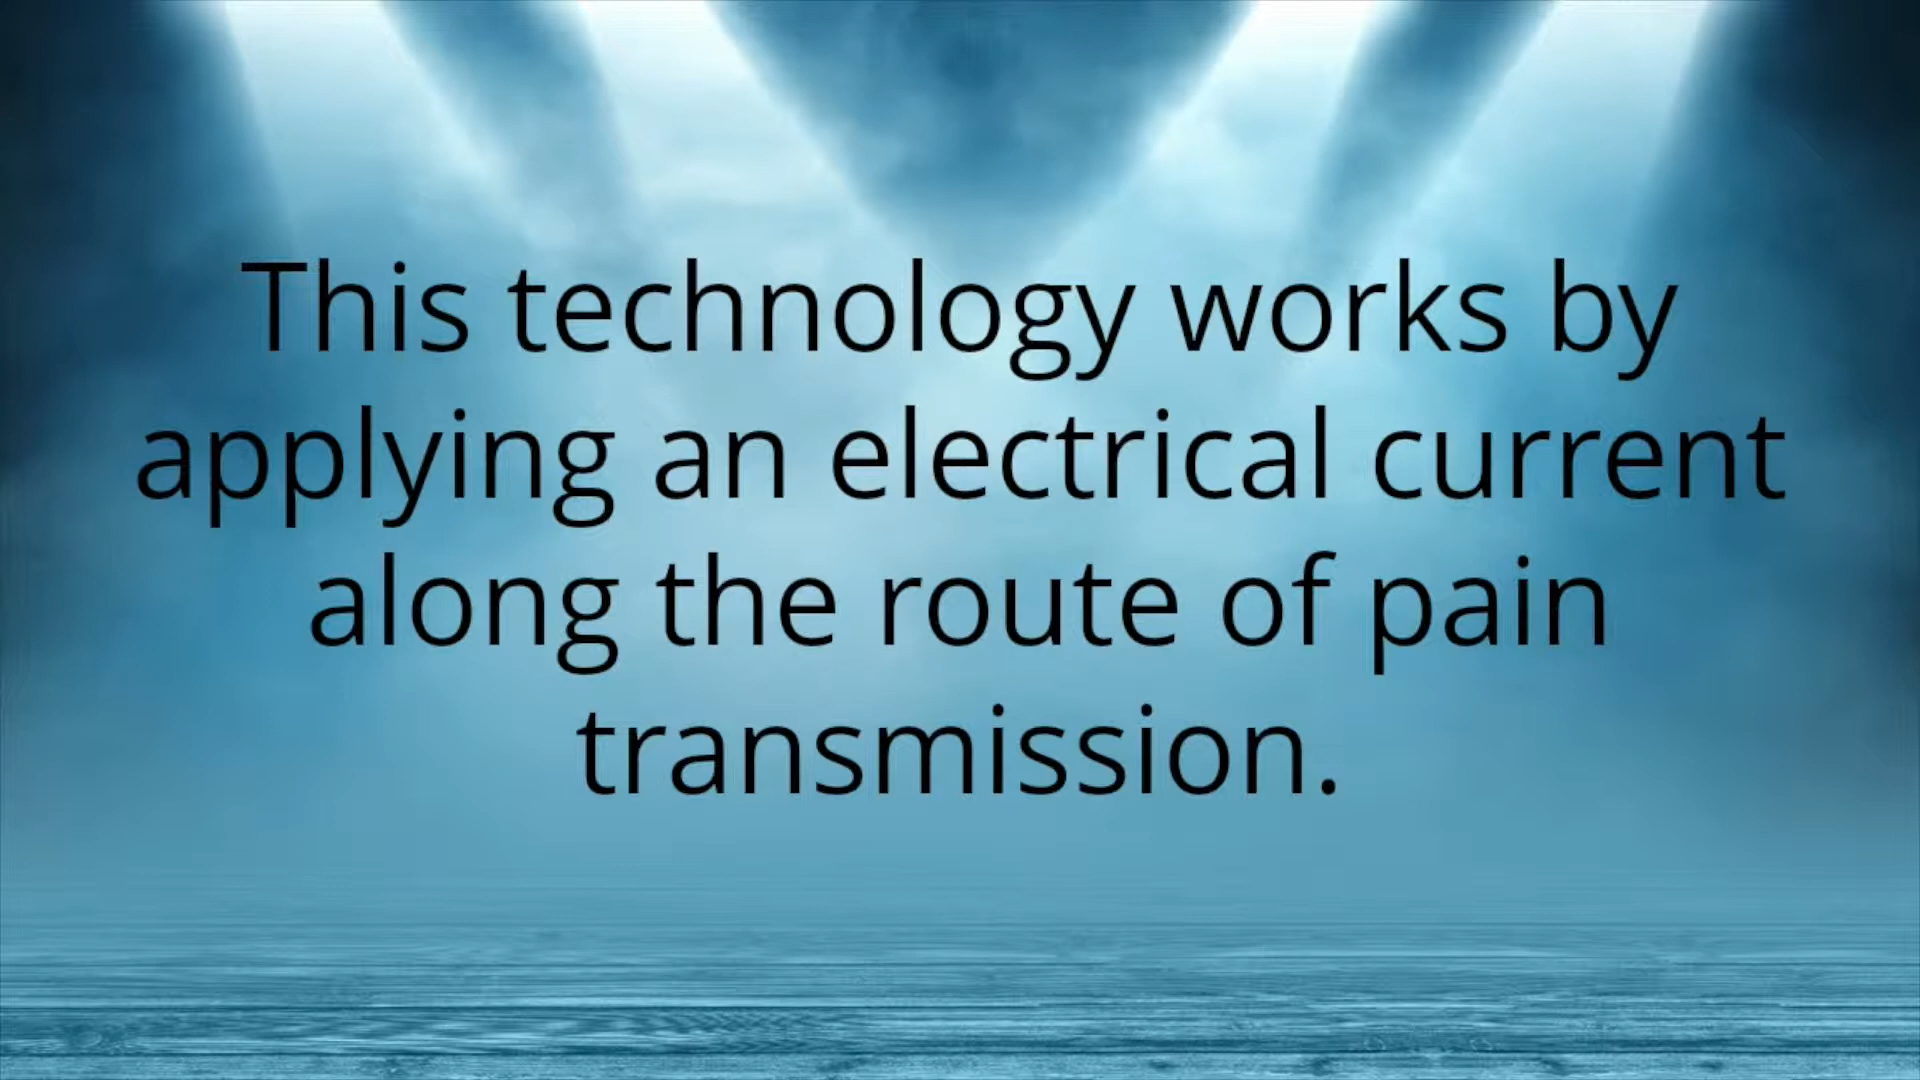 This technology works by
applying an electrical current
along the route of pain
transmission.